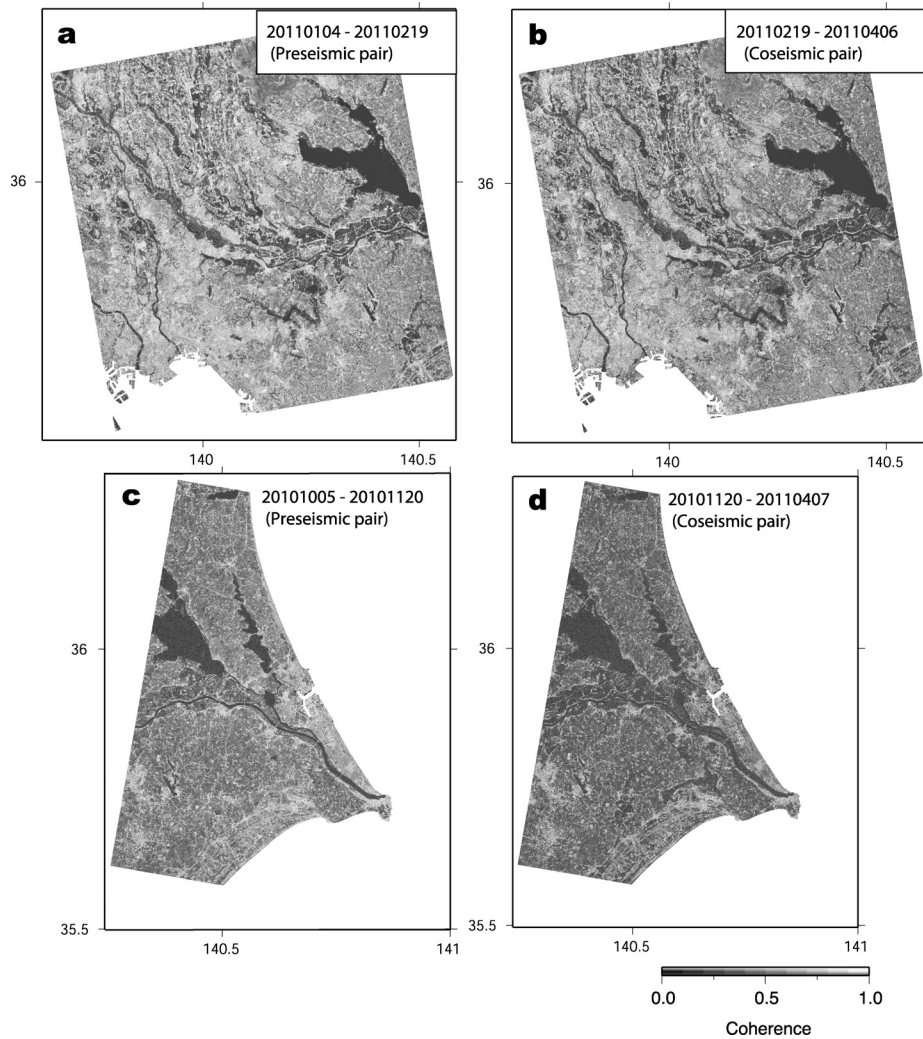 a
20110104 - 20110219
(Preseismic pair)
b
20110219 - 20110406
(Coseismic pair)
36
36
140
140.5
140
140.5
c
20101005 - 20101120
(Preseismic pair)
d
20101120 - 20110407
(Coseismic pair)
36
36
35.5
35.5
140.5
141
140.5
141
0.0
0.5
1.0
Coherence